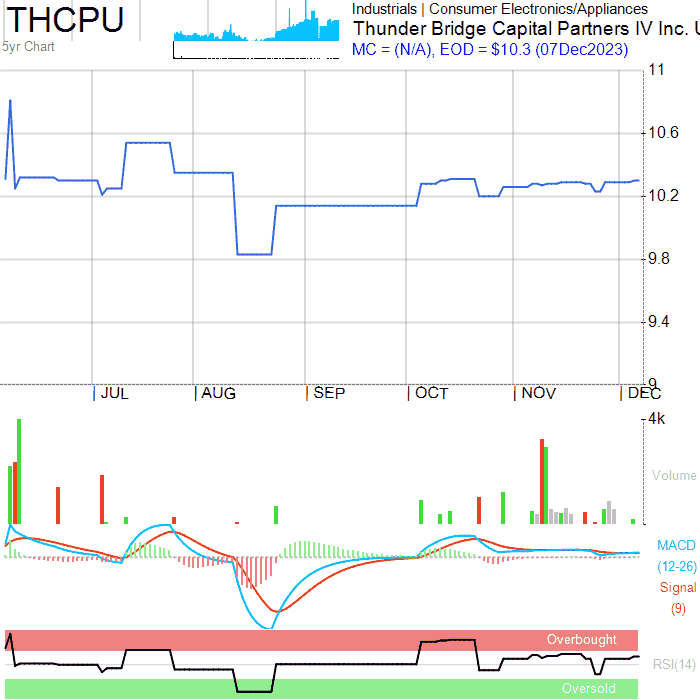 THCPU
5yr Chart
Industrials | Consumer Electronics/Appliances
Thunder Bridge Capital Partners IV Inc. U
MC = (N/A), EOD = $10.3 (07Dec2023)
11
10.6
10.2
9.8
9.4
9
JUL AUG SEP OCT NOV DEC
4k
Volume
MACD
(12-26)
Signal
(9)
Overbought
RSI(14)
Oversold